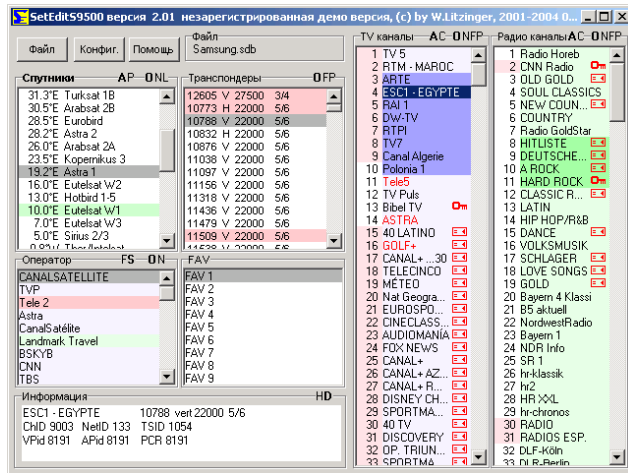 SetEditS9500 версия 2.01 незарегистрированная демо версия, (c) by W.Litzinger, 2001-2004 0...
Файл
Конфиг.
Помощь
Файл
Samsung.sdb
Спутники AP ONL
31.3°E Turksat 1B
30.5°E Arabsat 2B
28.5°E Eurobird
28.2°E Astra 2
26.0°E Arabsat 2A
23.5°E Kopernikus 3
19.2°E Astra 1
16.0°E Eutelsat W2
13.0°E Hotbird 1-5
10.0°E Eutelsat W1
7.0°E Eutelsat W3
5.0°E Sirius 2/3
Транспондеры OFP
12605 V 27500 3/4
10773 H 22000 5/6
10788 V 22000 5/6
10832 H 22000 5/6
10876 V 22000 5/6
11038 V 22000 5/6
11097 V 22000 5/6
11156 V 22000 5/6
11318 V 22000 5/6
11436 V 22000 5/6
11479 V 22000 5/6
11509 V 22000 5/6
Оператор FS ON
CANALSATELLITE
TVP
Tele 2
Astra
CanalSatélite
Landmark Travel
BSKYB
CNN
TBS
FAV
FAV 1
FAV 2
FAV 3
FAV 4
FAV 5
FAV 6
FAV 7
FAV 8
FAV 9
Информация HD
ESC1 - EGYPTE 10788 vert 22000 5/6
ChID 9003 NetID 133 TSID 1054
VPid 8191 APid 8191 PCR 8191
TV каналы AC ONFP
1 TV 5
2 RTM - MAROC
3 ARTE
4 ESC1 - EGYPTE
5 RAI 1
6 DW-TV
7 RTPI
8 TV7
9 Canal Algerie
10 Polonia 1
11 Tele5
12 TV Puls
13 Bibel TV
14 ASTRA
15 40 LATINO
16 GOLF+
17 CANAL+ ...30
18 TELECINCO
19 MÉTEO
20 Nat Geogra...
21 EUROSPO...
22 CINECLASS...
23 AUDIOMANÍA
24 FOX NEWS
25 CANAL+
26 CANAL+ AZ...
27 CANAL+ R...
28 DISNEY CH...
29 SPORTMA...
30 40 TV
31 DISCOVERY
32 OP. TRIUN...
33 SPORTMA...
Радио каналы AC ONFP
1 Radio Horeb
2 CNN Radio
3 OLD GOLD
4 SOUL CLASSICS
5 NEW COUN...
6 COUNTRY
7 Radio GoldStar
8 HITLISTE
9 DEUTSCHE...
10 A ROCK
11 HARD ROCK
12 CLASSIC R...
13 LATIN
14 HIP HOP/R&B
15 DANCE
16 VOLKSMUSIK
17 SCHLAGER
18 LOVE SONGS
19 GOLD
20 Bayern 4 Klassi
21 B5 aktuell
22 NordwestRadio
23 Bayern 1
24 NDR Info
25 SR 1
26 hr-klassik
27 hr2
28 HR XXL
29 hr-chronos
30 RADIO
31 RADIOS ESP.
32 DLF-Köln
33 DLR-Berlin